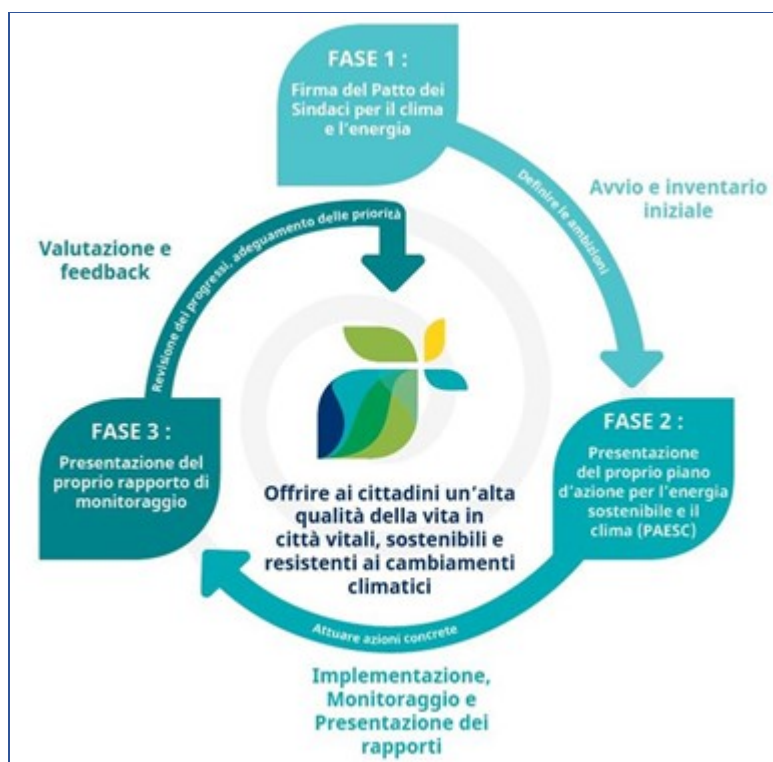 FASE 1 :
Firma del Patto dei
Sindaci per il clima
e l'energia
Definire le ambizioni
Avvio e inventario
iniziale
FASE 2 :
Presentazione
del proprio piano
d'azione per l'energia
sostenibile e il
clima (PAESC)
Attuare azioni concrete
Implementazione,
Monitoraggio e
Presentazione dei
rapporti
FASE 3 :
Presentazione del
proprio rapporto di
monitoraggio
Revisione dei progressi, adeguamento delle priorità
Valutazione e
feedback
Offrire ai cittadini un'alta
qualità della vita in
città vitali, sostenibili e
resistenti ai cambiamenti
climatici